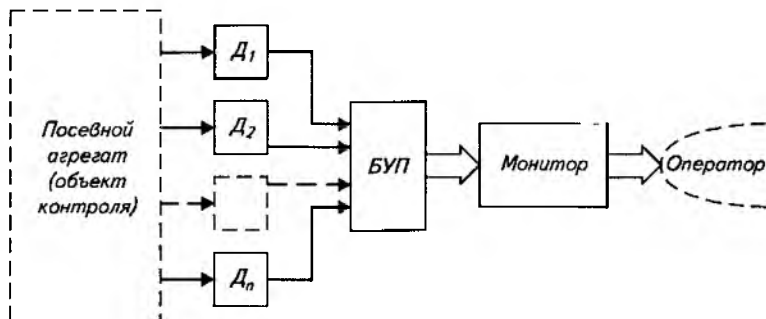 Посевной
агрегат
(объект
контроля)
Д1
Д2
Дn
БУП
Монитор
Оператор